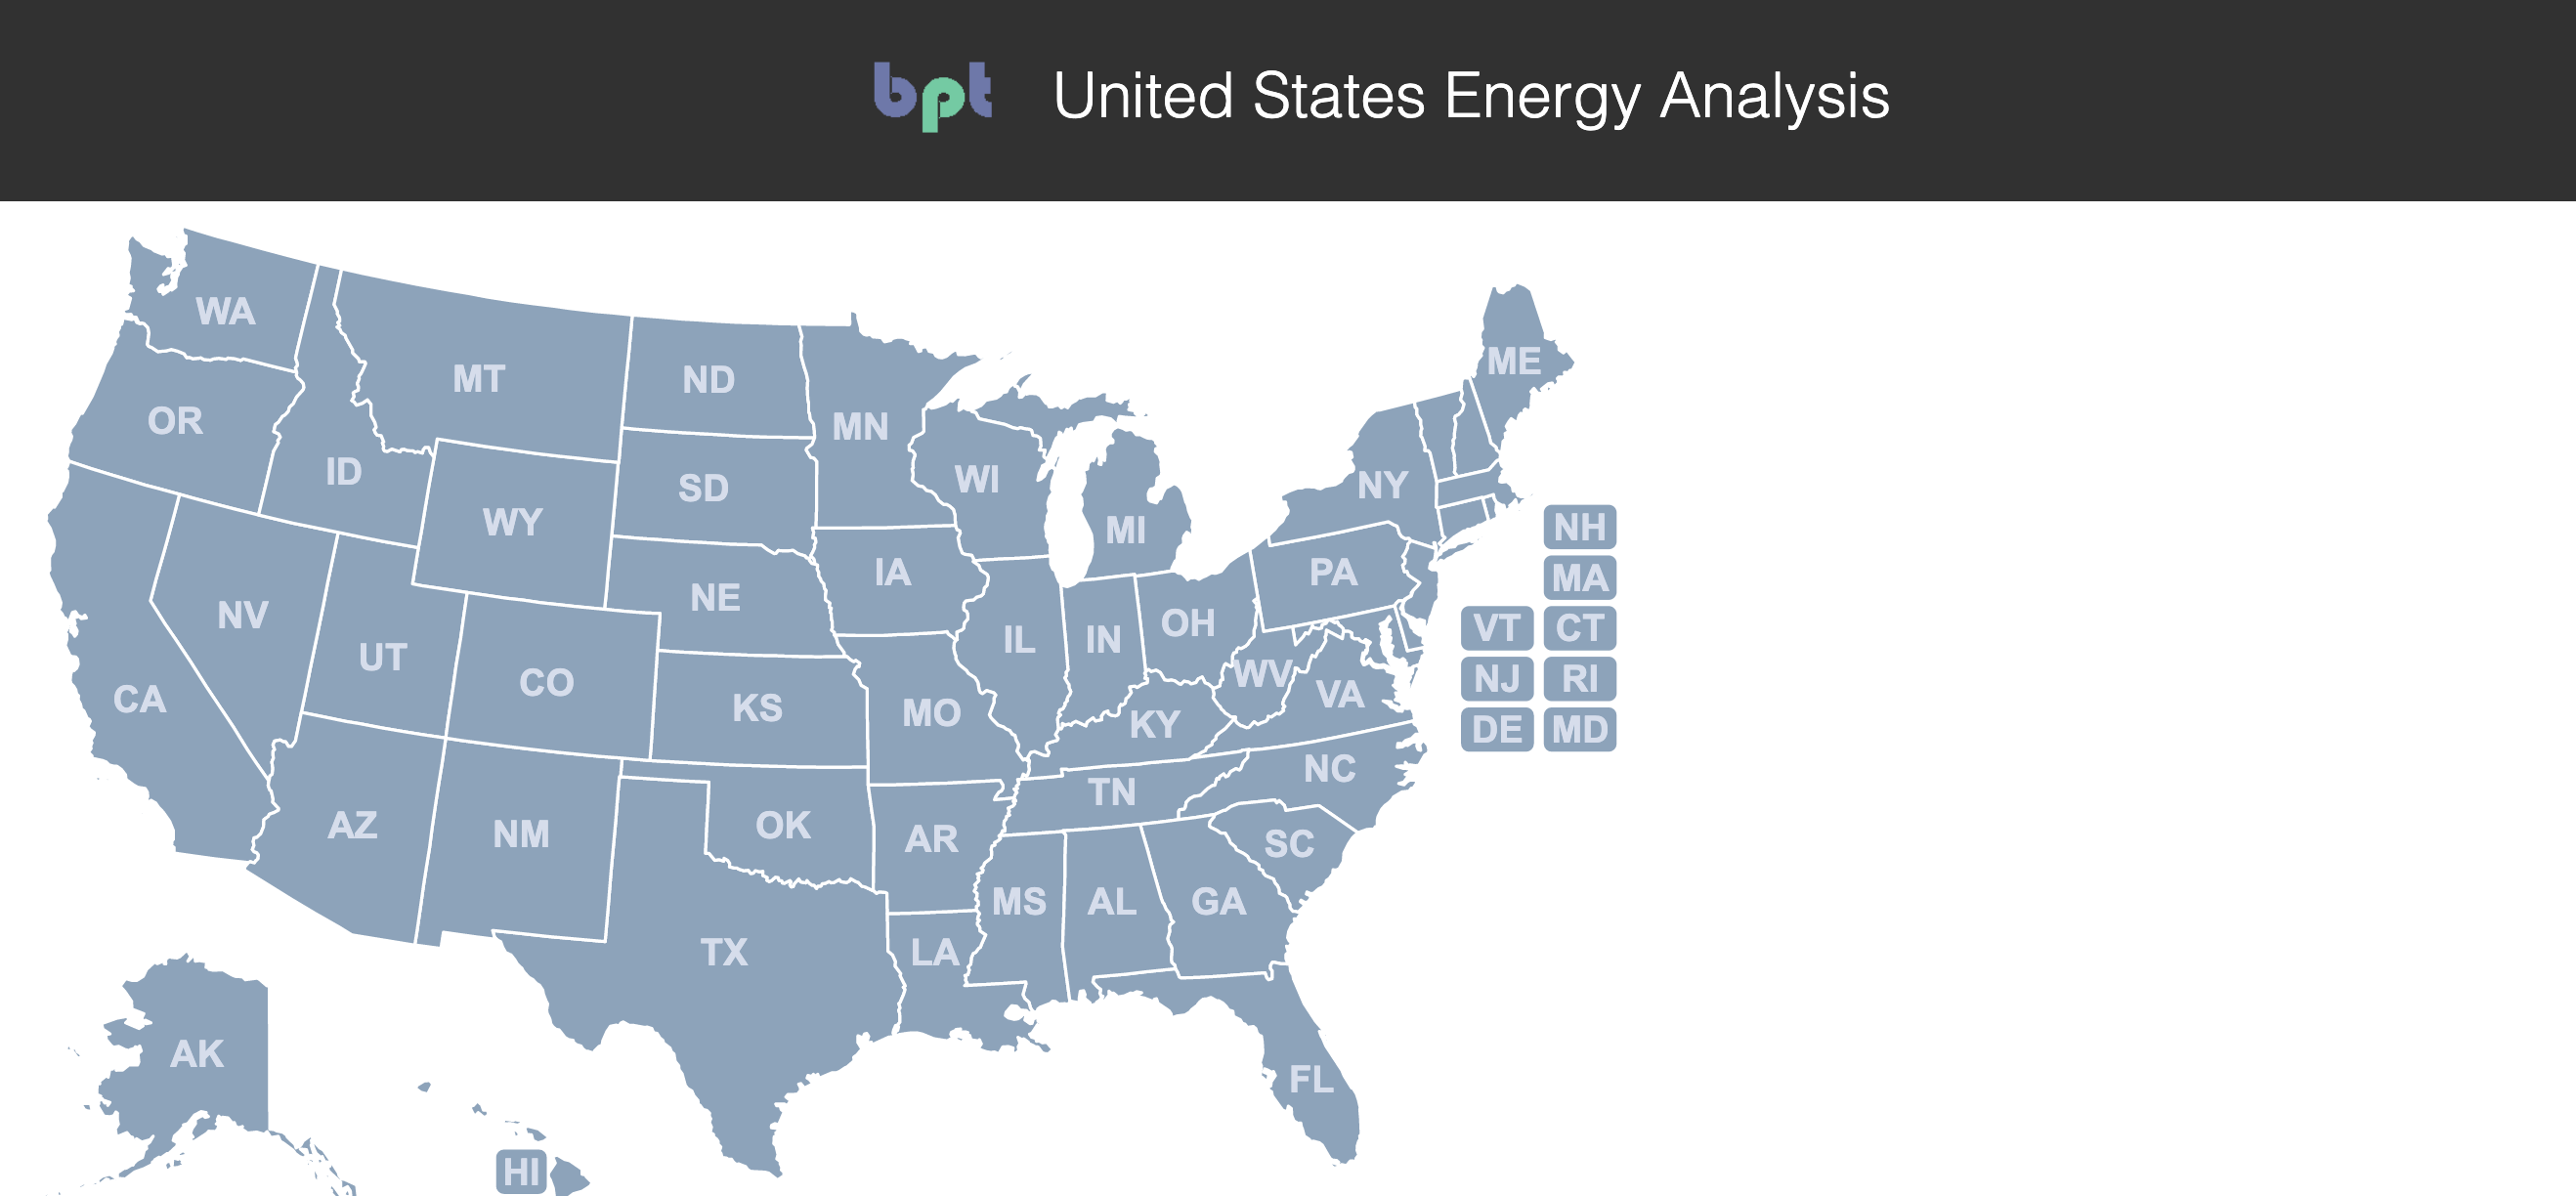 bpt United States Energy Analysis
WA
MT
ND
ME
OR
MN
ID
SD
WI
NY
WY
MI
NH
IA
PA
MA
NE
NV
OH
VT CT
UT
IL
IN
CO
WV
NJ RI
CA
KS
MO
VA
KY
DE MD
NC
TN
AZ
NM
OK
AR
SC
MS
AL
GA
TX
LA
AK
FL
HI